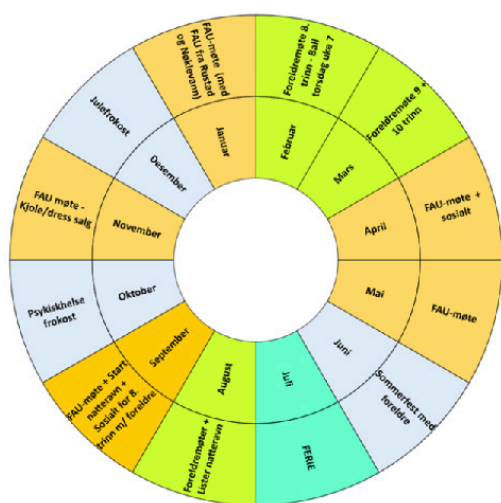 FAU-møte (med
FAU fra Rustad
og Nøklevann)
Januar
Foreldremøte 8.
trinn - Ball
torsdag uke 7
Februar
Foreldremøte 9 +
10 trinn
Mars
FAU-møte +
sosialt
April
FAU-møte
Mai
Sommerfest med
foreldre
Juni
FERIE
Juli
Foreldremøter +
Lister natteravn
August
FAU-møte + Start
natteravn +
Sosialt for 8.
trinn m/ foreldre
September
Psykiskhelse
frokost
Oktober
FAU møte -
Kjole/dress salg
November
Julefrokost
Desember